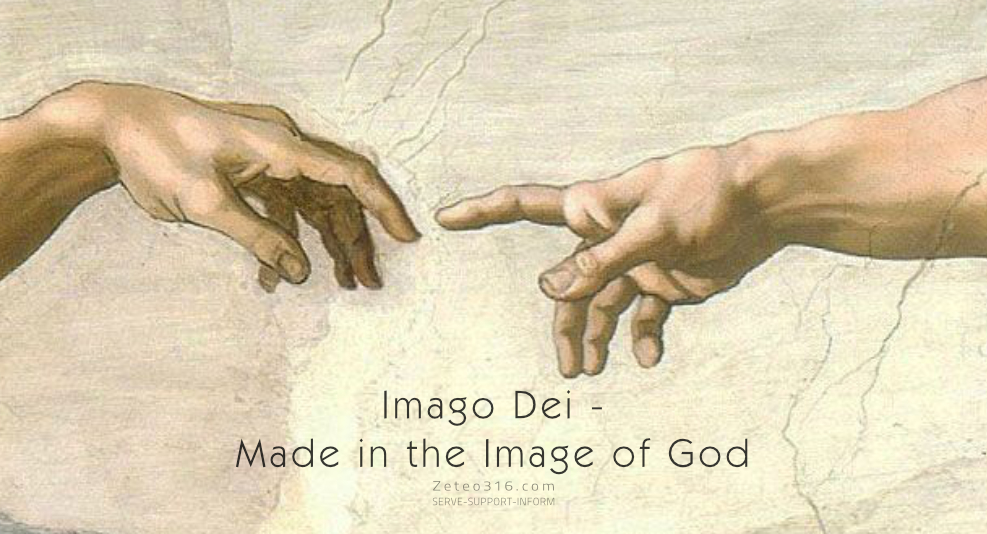 Imago Dei -
Made in the Image of God
Zeteo316.com
SERVE-SUPPORT-INFORM